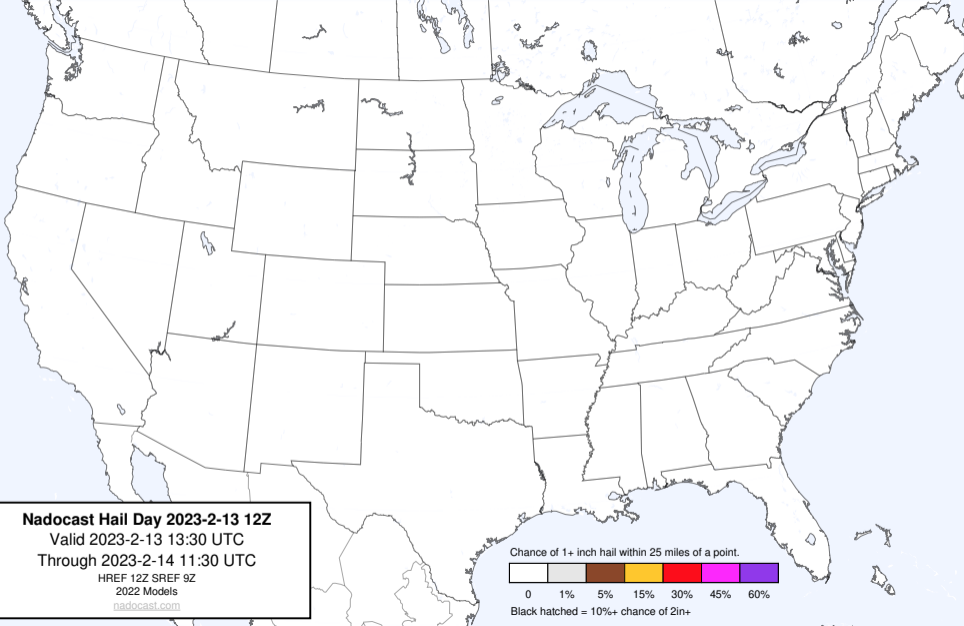 Nadocast Hail Day 2023-2-13 12Z
Valid 2023-2-13 13:30 UTC
Through 2023-2-14 11:30 UTC
HREF 12Z SREF 9Z
2022 Models
nadocast.com
Chance of 1+ inch hail within 25 miles of a point.
0 1% 5% 15% 30% 45% 60%
Black hatched = 10%+ chance of 2in+